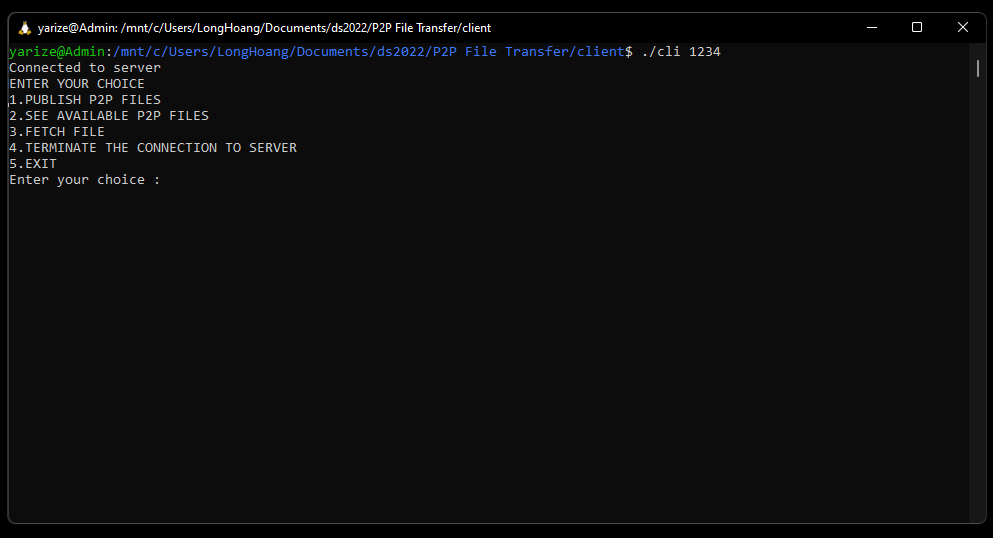 yarize@Admin: /mnt/c/Users/LongHoang/Documents/ds2022/P2P File Transfer/client
yarize@Admin:/mnt/c/Users/LongHoang/Documents/ds2022/P2P File Transfer/client$ ./cli 1234
Connected to server
ENTER YOUR CHOICE
1.PUBLISH P2P FILES
2.SEE AVAILABLE P2P FILES
3.FETCH FILE
4.TERMINATE THE CONNECTION TO SERVER
5.EXIT
Enter your choice :